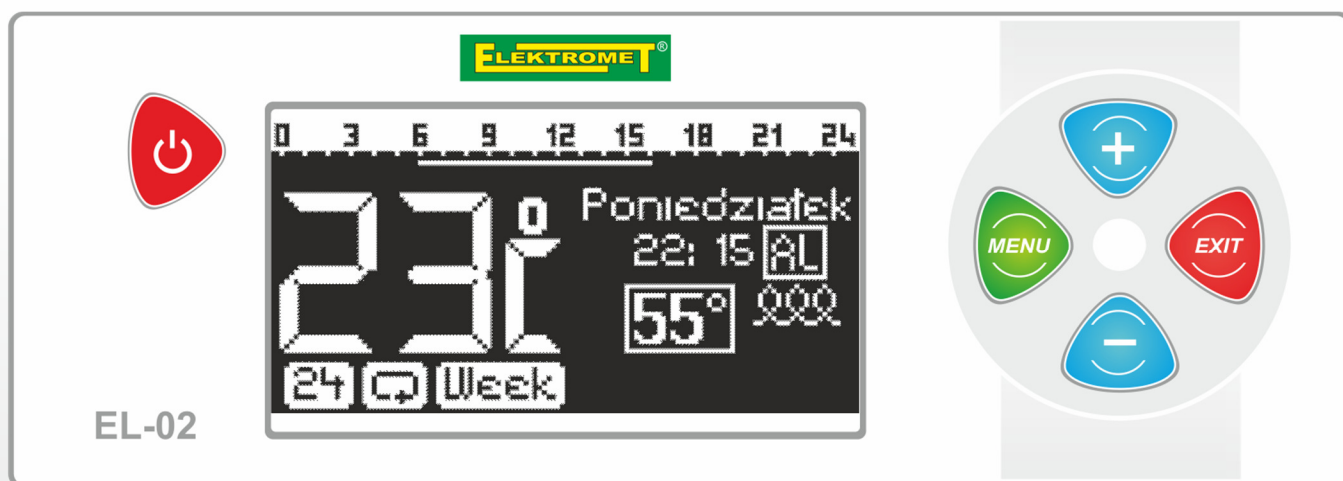 ELEKTROMET®
0 3 6 9 12 15 18 21 24
23°C
Poniedziałek
22: 15 AL
55°
24 Week
EL-02
+
MENU
EXIT
-